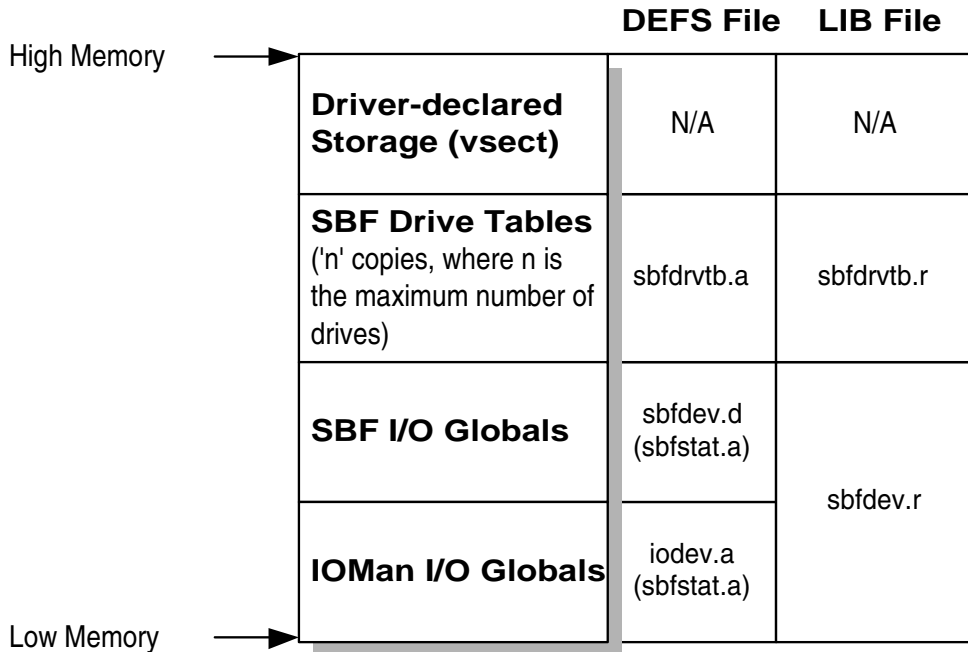 DEFS File LIB File
High Memory
Driver-declared
Storage (vsect)
N/A
N/A
SBF Drive Tables
('n' copies, where n is
the maximum number of
drives)
sbfdrvtb.a
sbfdrvtb.r
SBF I/O Globals
sbfdev.d
(sbfstat.a)
sbfdev.r
IOMan I/O Globals
iodev.a
(sbfstat.a)
Low Memory